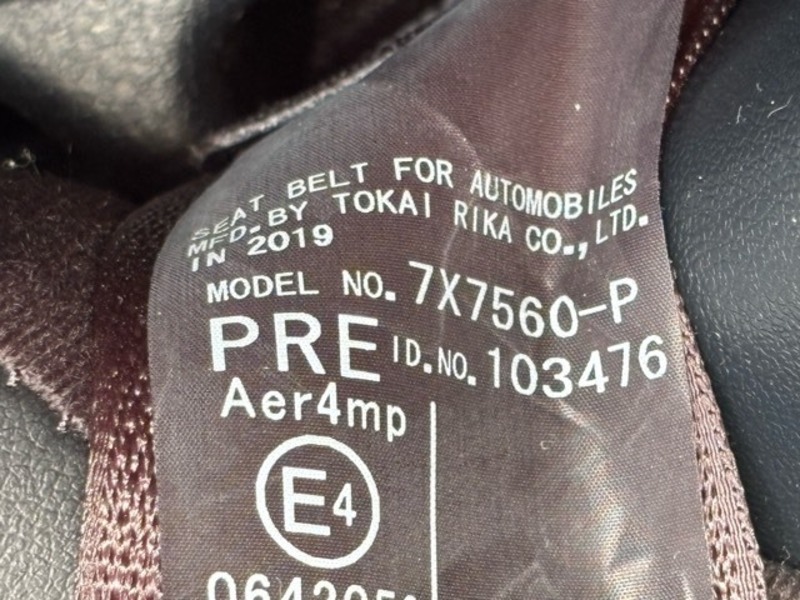 SEAT BELT FOR AUTOMOBILES
MFD. BY TOKAI RIKA CO., LTD.
IN 2019
MODEL NO. 7X7560-P
PRE ID.NO. 103476
Aer4mp
E4